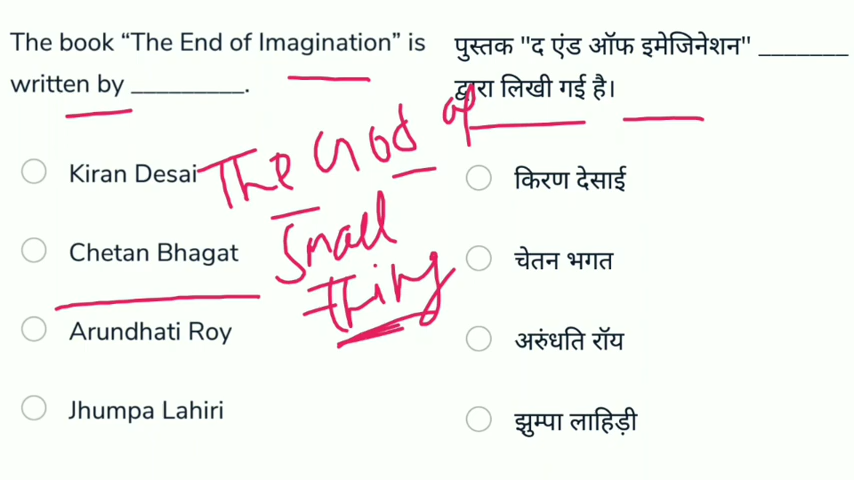 The book “The End of Imagination” is
written by ________.
पुस्तक "द एंड ऑफ इमेजिनेशन" _______
द्वारा लिखी गई है।
The God of
Small
Thing
Kiran Desai
Chetan Bhagat
Arundhati Roy
Jhumpa Lahiri
किरण देसाई
चेतन भगत
अरुंधति रॉय
झुम्पा लाहिड़ी